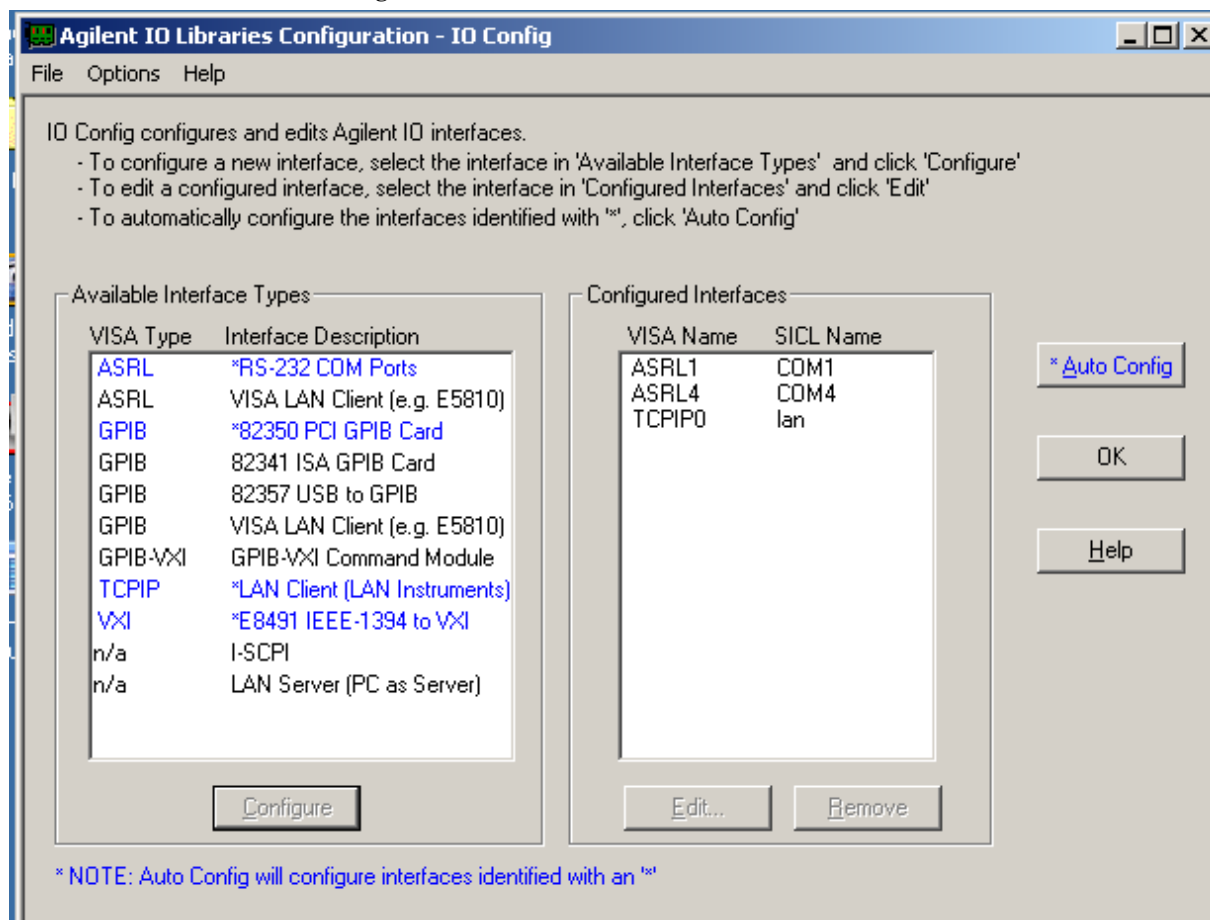 Agilent IO Libraries Configuration - IO Config
File Options Help
IO Config configures and edits Agilent IO interfaces.
- To configure a new interface, select the interface in 'Available Interface Types' and click 'Configure'
- To edit a configured interface, select the interface in 'Configured Interfaces' and click 'Edit'
- To automatically configure the interfaces identified with '*', click 'Auto Config'
Available Interface Types
VISA Type Interface Description
ASRL *RS-232 COM Ports
ASRL VISA LAN Client (e.g. E5810)
GPIB *82350 PCI GPIB Card
GPIB 82341 ISA GPIB Card
GPIB 82357 USB to GPIB
GPIB VISA LAN Client (e.g. E5810)
GPIB-VXI GPIB-VXI Command Module
TCPIP *LAN Client (LAN Instruments)
VXI *E8491 IEEE-1394 to VXI
n/a I-SCPI
n/a LAN Server (PC as Server)
Configure
Configured Interfaces
VISA Name SICL Name
ASRL1 COM1
ASRL4 COM4
TCPIP0 lan
Edit... Remove
* Auto Config
OK
Help
* NOTE: Auto Config will configure interfaces identified with an '*'